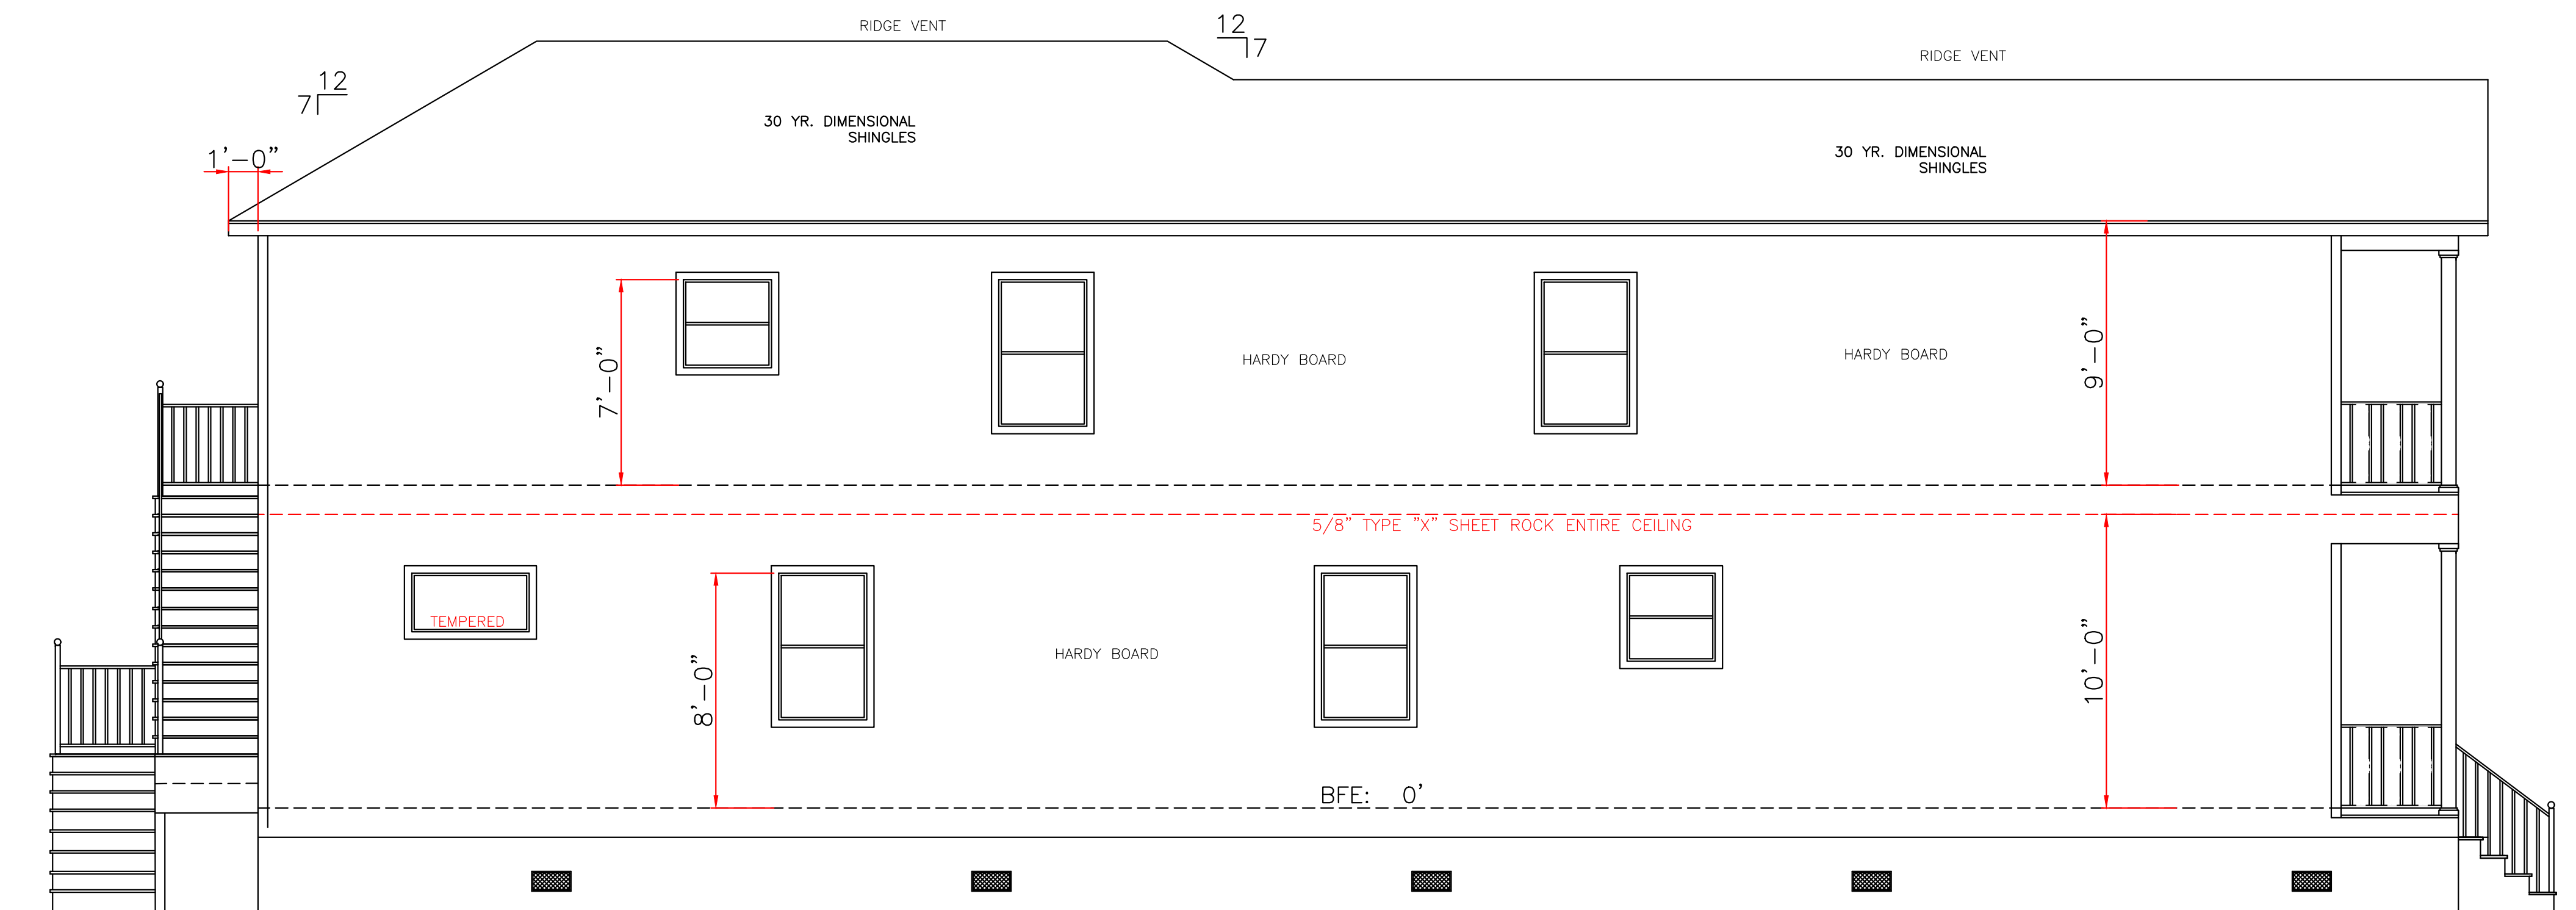 RIDGE VENT
12
7
RIDGE VENT
12
7
30 YR. DIMENSIONAL
SHINGLES
30 YR. DIMENSIONAL
SHINGLES
1'-0"
7'-0"
HARDY BOARD
HARDY BOARD
9'-0"
5/8" TYPE "X" SHEET ROCK ENTIRE CEILING
TEMPERED
8'-0"
HARDY BOARD
10'-0"
BFE: 0'